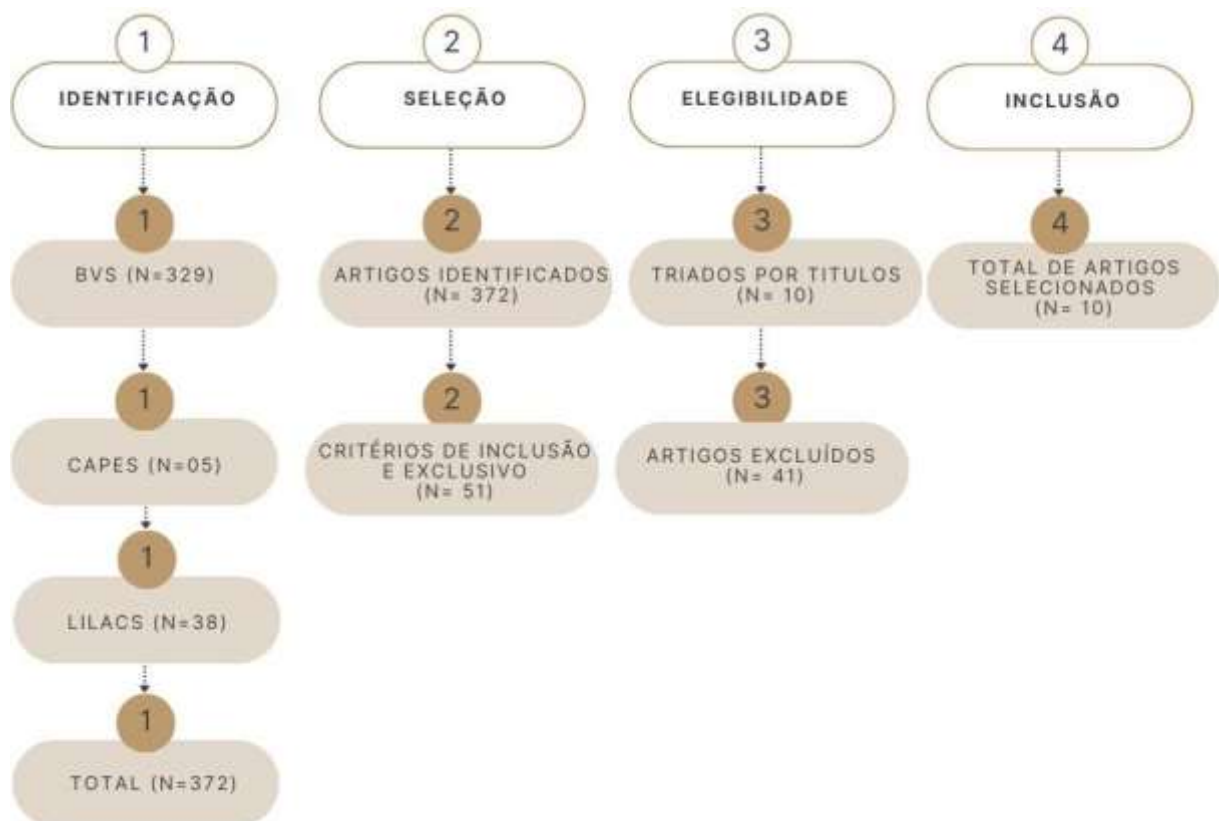 1
IDENTIFICAÇÃO
1
BVS (N=329)
1
CAPES (N=05)
1
LILACS (N=38)
1
TOTAL (N=372)
2
SELEÇÃO
2
ARTIGOS IDENTIFICADOS
(N= 372)
2
CRITÉRIOS DE INCLUSÃO
E EXCLUSIVO
(N= 51)
3
ELEGIBILIDADE
3
TRIADOS POR TITULOS
(N= 10)
3
ARTIGOS EXCLUÍDOS
(N= 41)
4
INCLUSÃO
4
TOTAL DE ARTIGOS
SELECIONADOS
(N= 10)